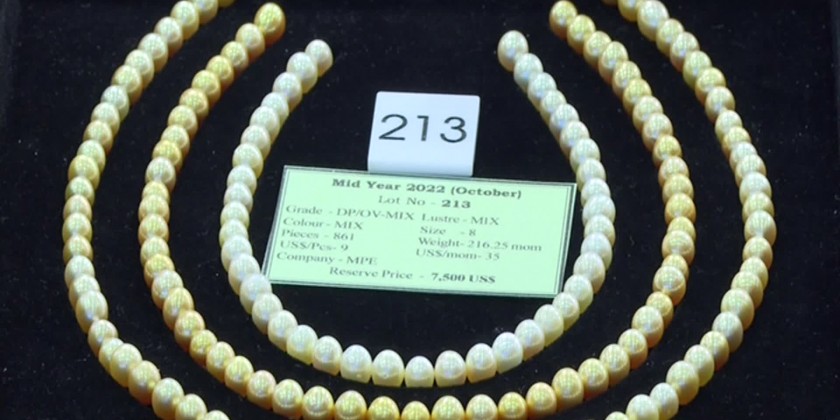 213
Mid Year 2022 (October)
Lot No - 213
Grade - DP/OV-MIX Lustre - MIX
Colour - MIX Size - 8
Pieces - 861 Weight- 216.25 mom
US$/Pcs- 9 US$/mom- 35
Company - MPE
Reserve Price - 7,500 US$